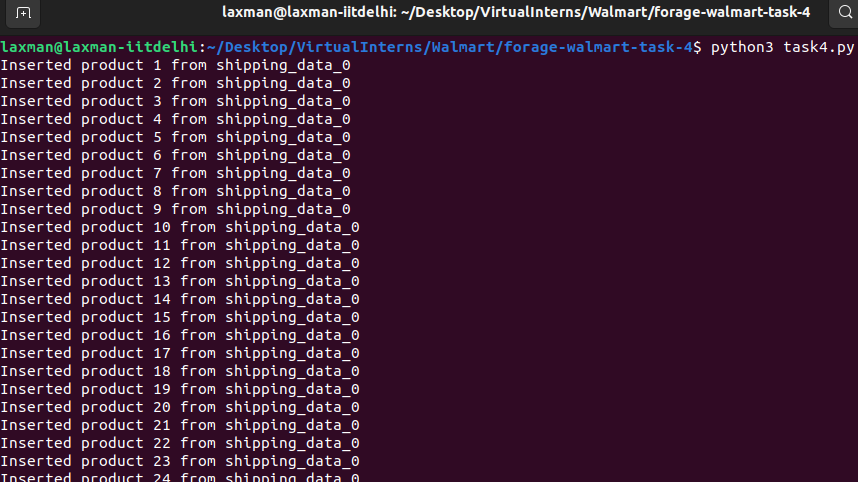 laxman@laxman-iitdelhi: ~/Desktop/VirtualInterns/Walmart/forage-walmart-task-4
laxman@laxman-iitdelhi:~/Desktop/VirtualInterns/Walmart/forage-walmart-task-4$ python3 task4.py
Inserted product 1 from shipping_data_0
Inserted product 2 from shipping_data_0
Inserted product 3 from shipping_data_0
Inserted product 4 from shipping_data_0
Inserted product 5 from shipping_data_0
Inserted product 6 from shipping_data_0
Inserted product 7 from shipping_data_0
Inserted product 8 from shipping_data_0
Inserted product 9 from shipping_data_0
Inserted product 10 from shipping_data_0
Inserted product 11 from shipping_data_0
Inserted product 12 from shipping_data_0
Inserted product 13 from shipping_data_0
Inserted product 14 from shipping_data_0
Inserted product 15 from shipping_data_0
Inserted product 16 from shipping_data_0
Inserted product 17 from shipping_data_0
Inserted product 18 from shipping_data_0
Inserted product 19 from shipping_data_0
Inserted product 20 from shipping_data_0
Inserted product 21 from shipping_data_0
Inserted product 22 from shipping_data_0
Inserted product 23 from shipping_data_0
Inserted product 24 from shipping_data_0